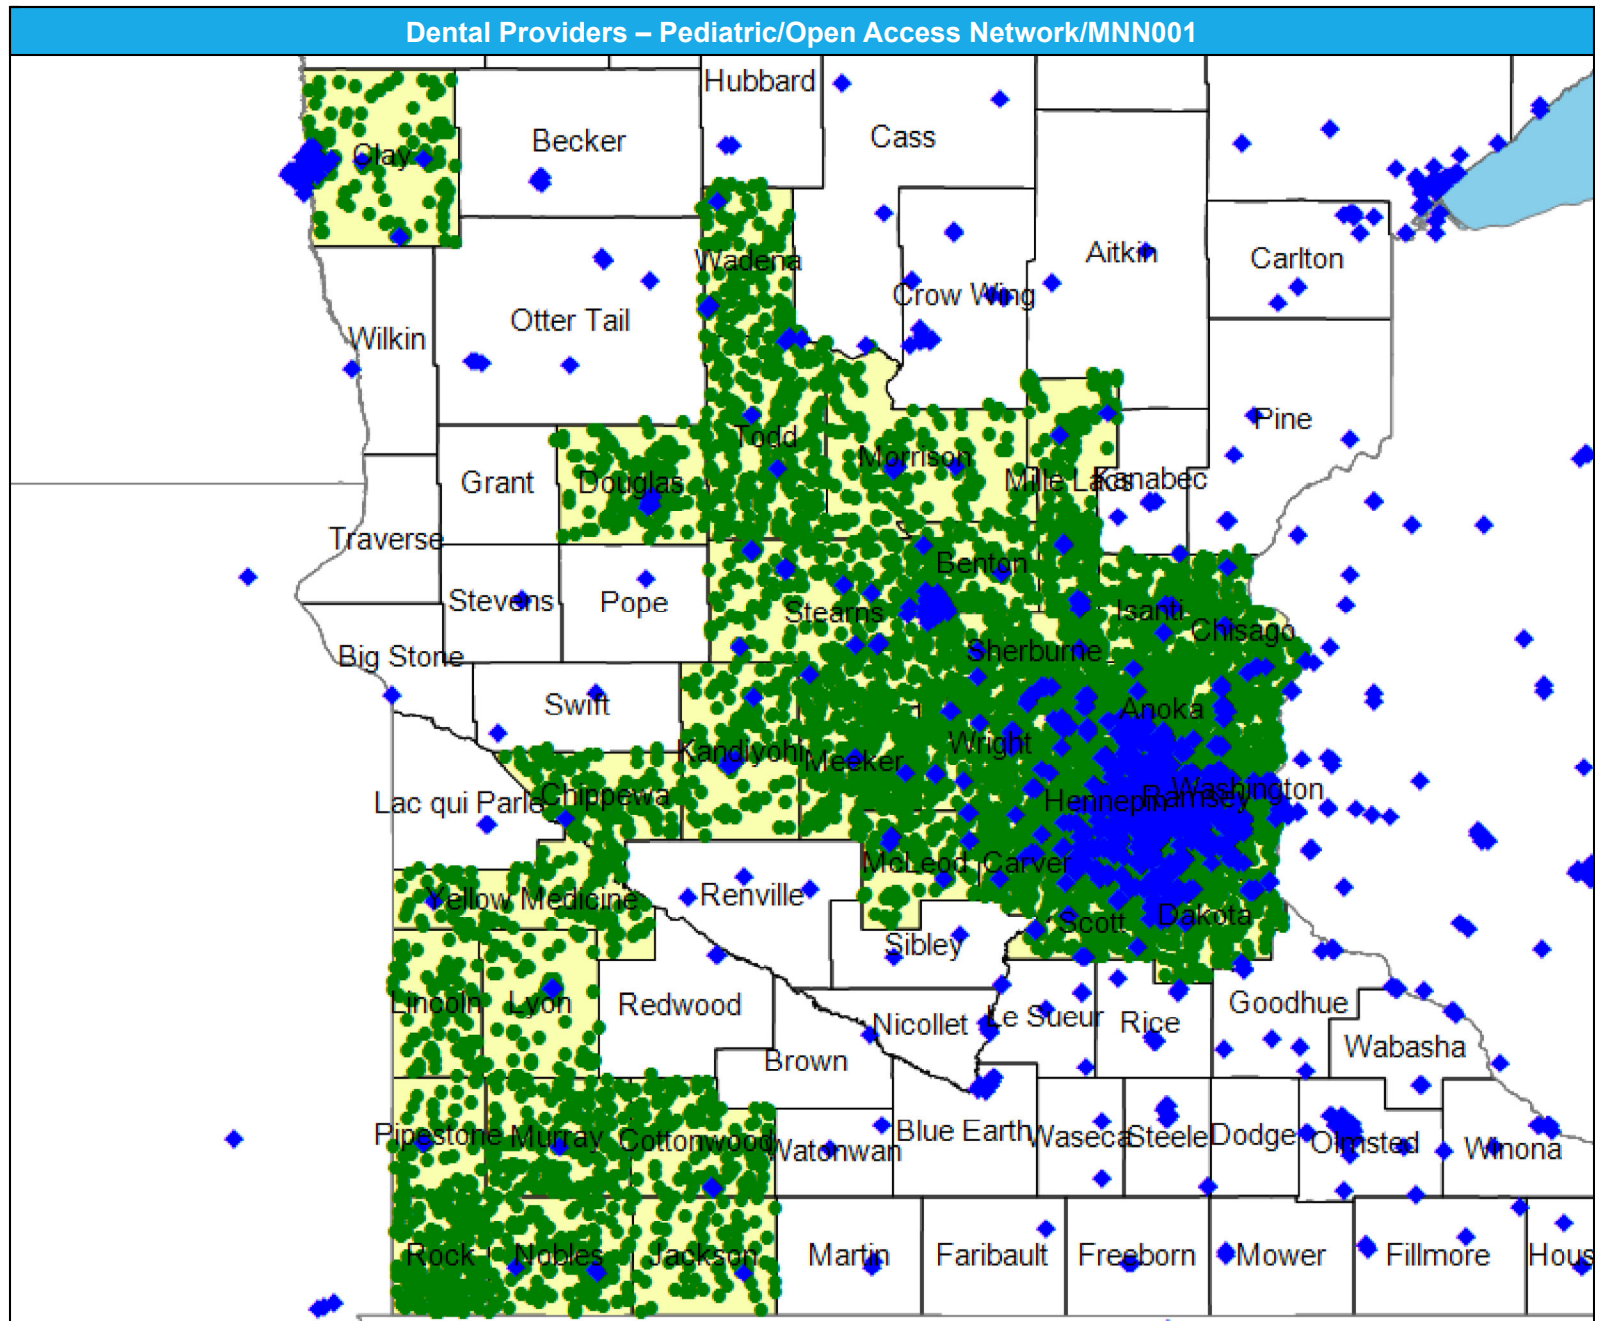 Dental Providers – Pediatric/Open Access Network/MNN001
Hubbard
Becker
Cass
Clay
Wadena
Aitkin
Carlton
Crow Wing
Otter Tail
Wilkin
Pine
Todd
Morrison
Grant
Douglas
Mille Lacs
Kanabec
Traverse
Benton
Stevens
Pope
Stearns
Isanti
Chisago
Big Stone
Sherburne
Swift
Anoka
Kandiyohi
Meeker
Wright
Lac qui Parle
Chippewa
Hennepin
Ramsey
Washington
McLeod
Carver
Yellow Medicine
Renville
Scott
Dakota
Sibley
Lincoln
Lyon
Redwood
Nicollet
Le Sueur
Rice
Goodhue
Brown
Wabasha
Pipestone
Murray
Cottonwood
Watonwan
Blue Earth
Waseca
Steele
Dodge
Olmsted
Winona
Rock
Nobles
Jackson
Martin
Faribault
Freeborn
Mower
Fillmore
Hous